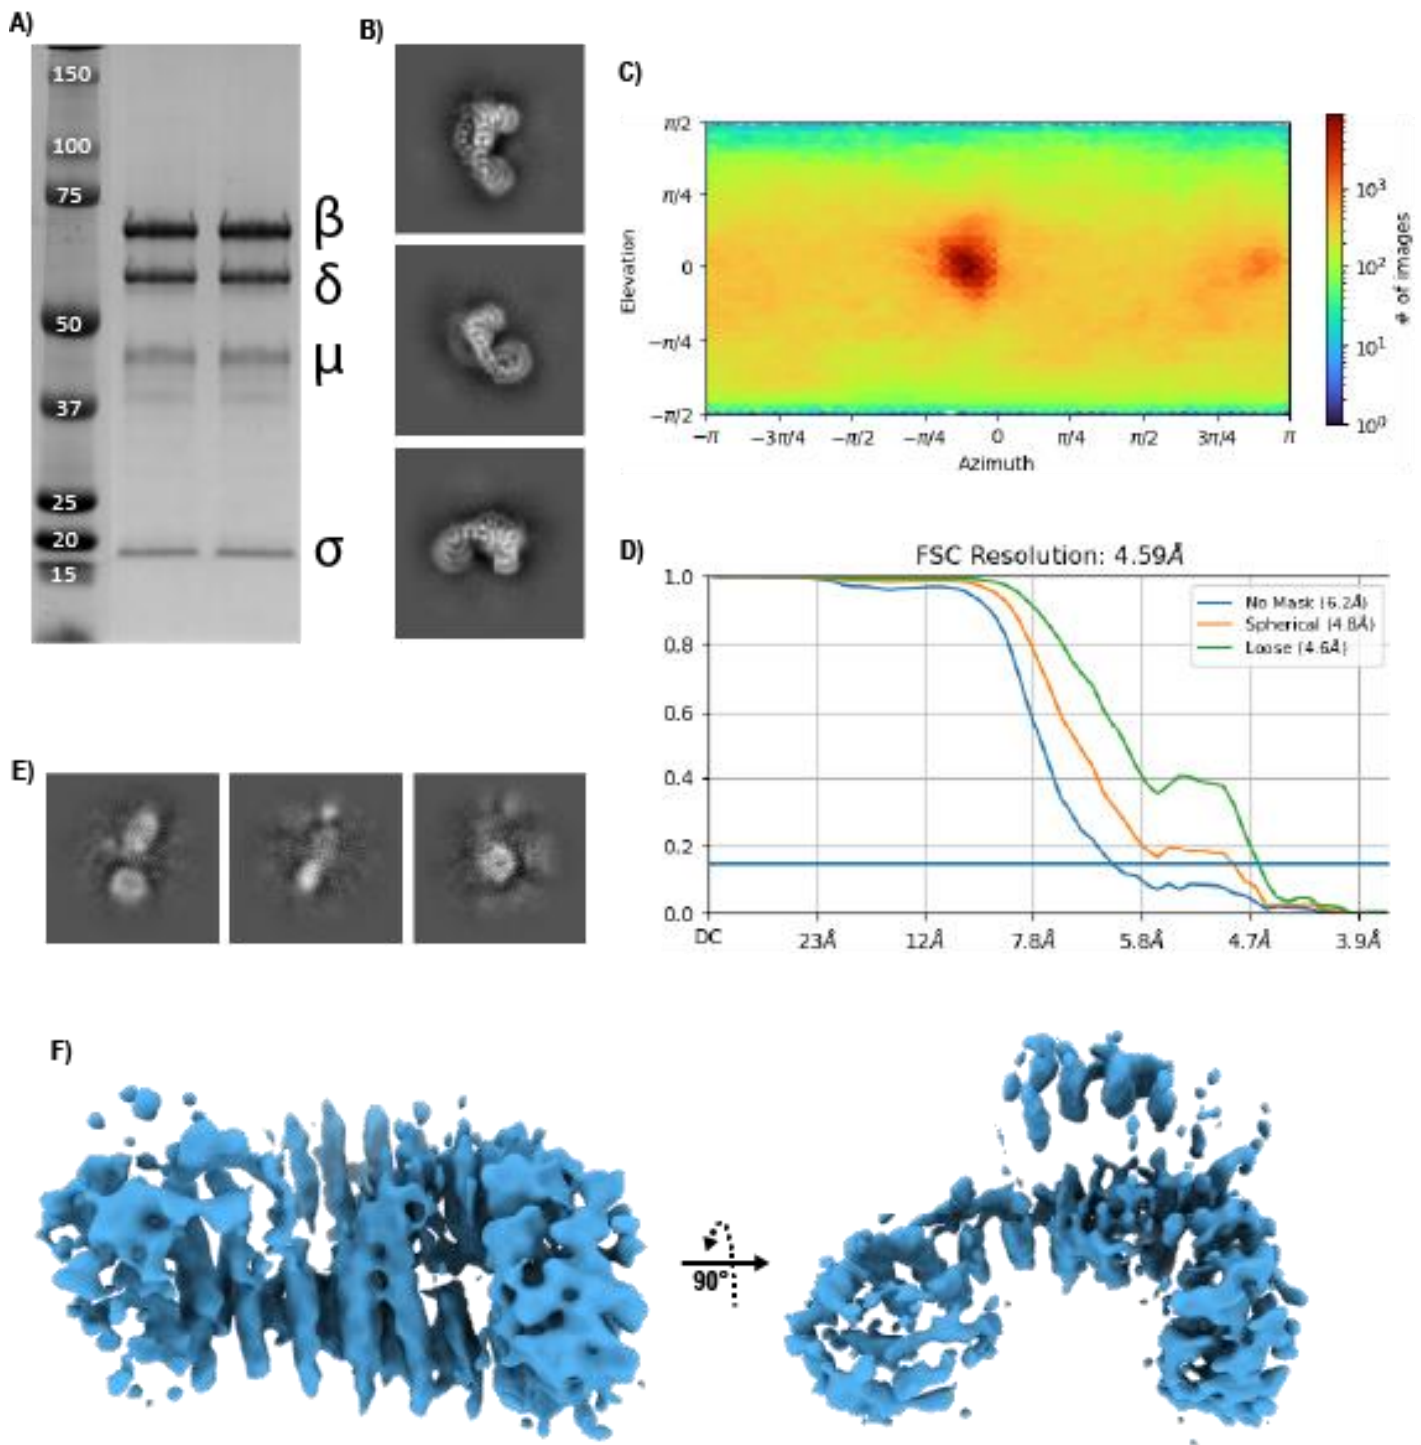 A)
150
100
75
50
37
25
20
15
β
δ
μ
σ
B)
C)
π/2
π/4
0
−π/4
−π/2
Elevation
−π
−3π/4
−π/2
−π/4
0
π/4
π/2
3π/4
π
Azimuth
10³
10²
10¹
10⁰
# of images
D)
FSC Resolution: 4.59Å
1.0
0.8
0.6
0.4
0.2
0.0
No Mask (6.2Å)
Spherical (4.8Å)
Loose (4.6Å)
DC
23Å
12Å
7.8Å
5.8Å
4.7Å
3.9Å
E)
F)
90°